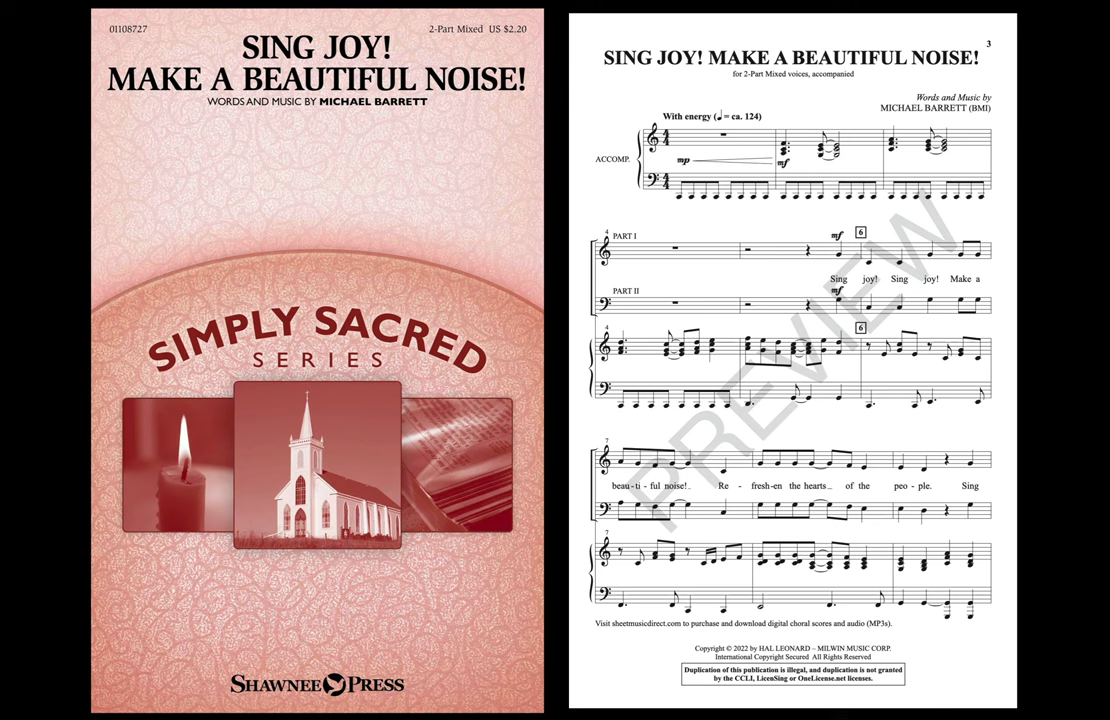 01108727
2-Part Mixed US $2.20
SING JOY!
MAKE A BEAUTIFUL NOISE!
WORDS AND MUSIC BY MICHAEL BARRETT
SIMPLY SACRED
SERIES
SHAWNEE PRESS
3
SING JOY! MAKE A BEAUTIFUL NOISE!
for 2-Part Mixed voices, accompanied
Words and Music by
MICHAEL BARRETT (BMI)
With energy (♩ = ca. 124)
ACCOMP.
mp
mf
4
PART I
mf
6
Sing joy! Sing joy! Make a
PART II
mf
4
6
PREVIEW
7
beau - ti - ful noise! Re - fresh-en the hearts of the peo - ple. Sing
7
Visit sheetmusicdirect.com to purchase and download digital choral scores and audio (MP3s).
Copyright © 2022 by HAL LEONARD – MILWIN MUSIC CORP.
International Copyright Secured All Rights Reserved
Duplication of this publication is illegal, and duplication is not granted
by the CCLI, LicenSing or OneLicense.net licenses.